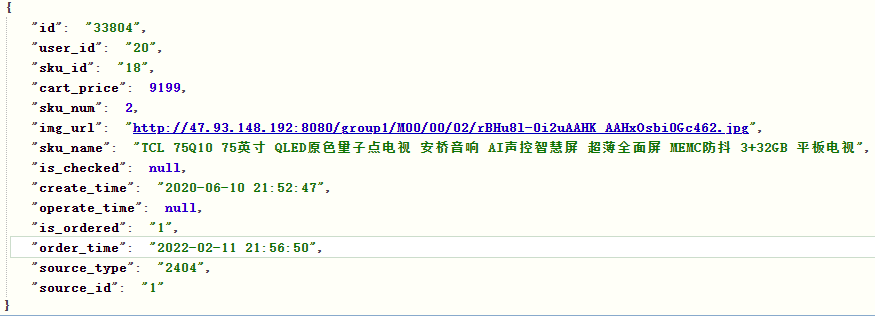 {
"id": "33804",
"user_id": "20",
"sku_id": "18",
"cart_price": 9199,
"sku_num": 2,
"img_url": "http://47.93.148.192:8080/group1/M00/00/02/rBHu8l-0i2uAAHK_AAHxOsbi0Gc462.jpg",
"sku_name": "TCL 75Q10 75英寸 QLED原色量子点电视 安桥音响 AI声控智慧屏 超薄全面屏 MEMC防抖 3+32GB 平板电视",
"is_checked": null,
"create_time": "2020-06-10 21:52:47",
"operate_time": null,
"is_ordered": "1",
"order_time": "2022-02-11 21:56:50",
"source_type": "2404",
"source_id": "1"
}